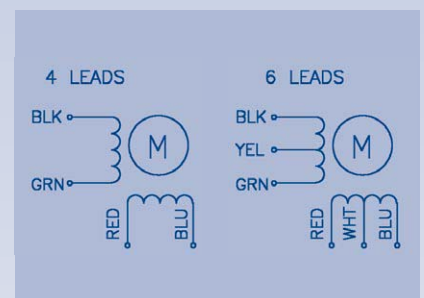 4 LEADS
BLK
M
GRN
RED
BLU
6 LEADS
BLK
YEL
M
GRN
RED
WHT
BLU